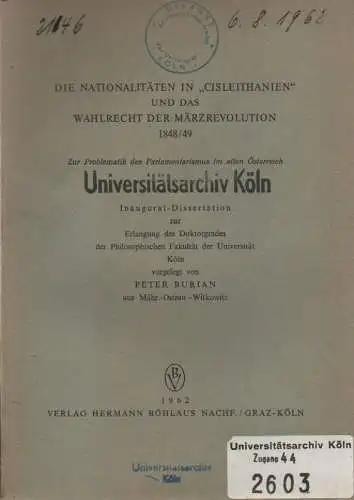 21146
6.8.1962
DIE NATIONALITÄTEN IN „CISLEITHANIEN“
UND DAS
WAHLRECHT DER MÄRZREVOLUTION
1848/49
Zur Problematik des Parlamentarismus im alten Österreich
Universitätsarchiv Köln
Inaugural-Dissertation
zur
Erlangung des Doktorgrades
der Philosophischen Fakultät der Universität
Köln
vorgelegt von
PETER BURIAN
aus Mähr.-Ostrau-Witkowitz
1962
VERLAG HERMANN BÖHLAUS NACHF./GRAZ-KÖLN
Universitätsarchiv
Köln
Universitätsarchiv Köln
Zugang 44
2603